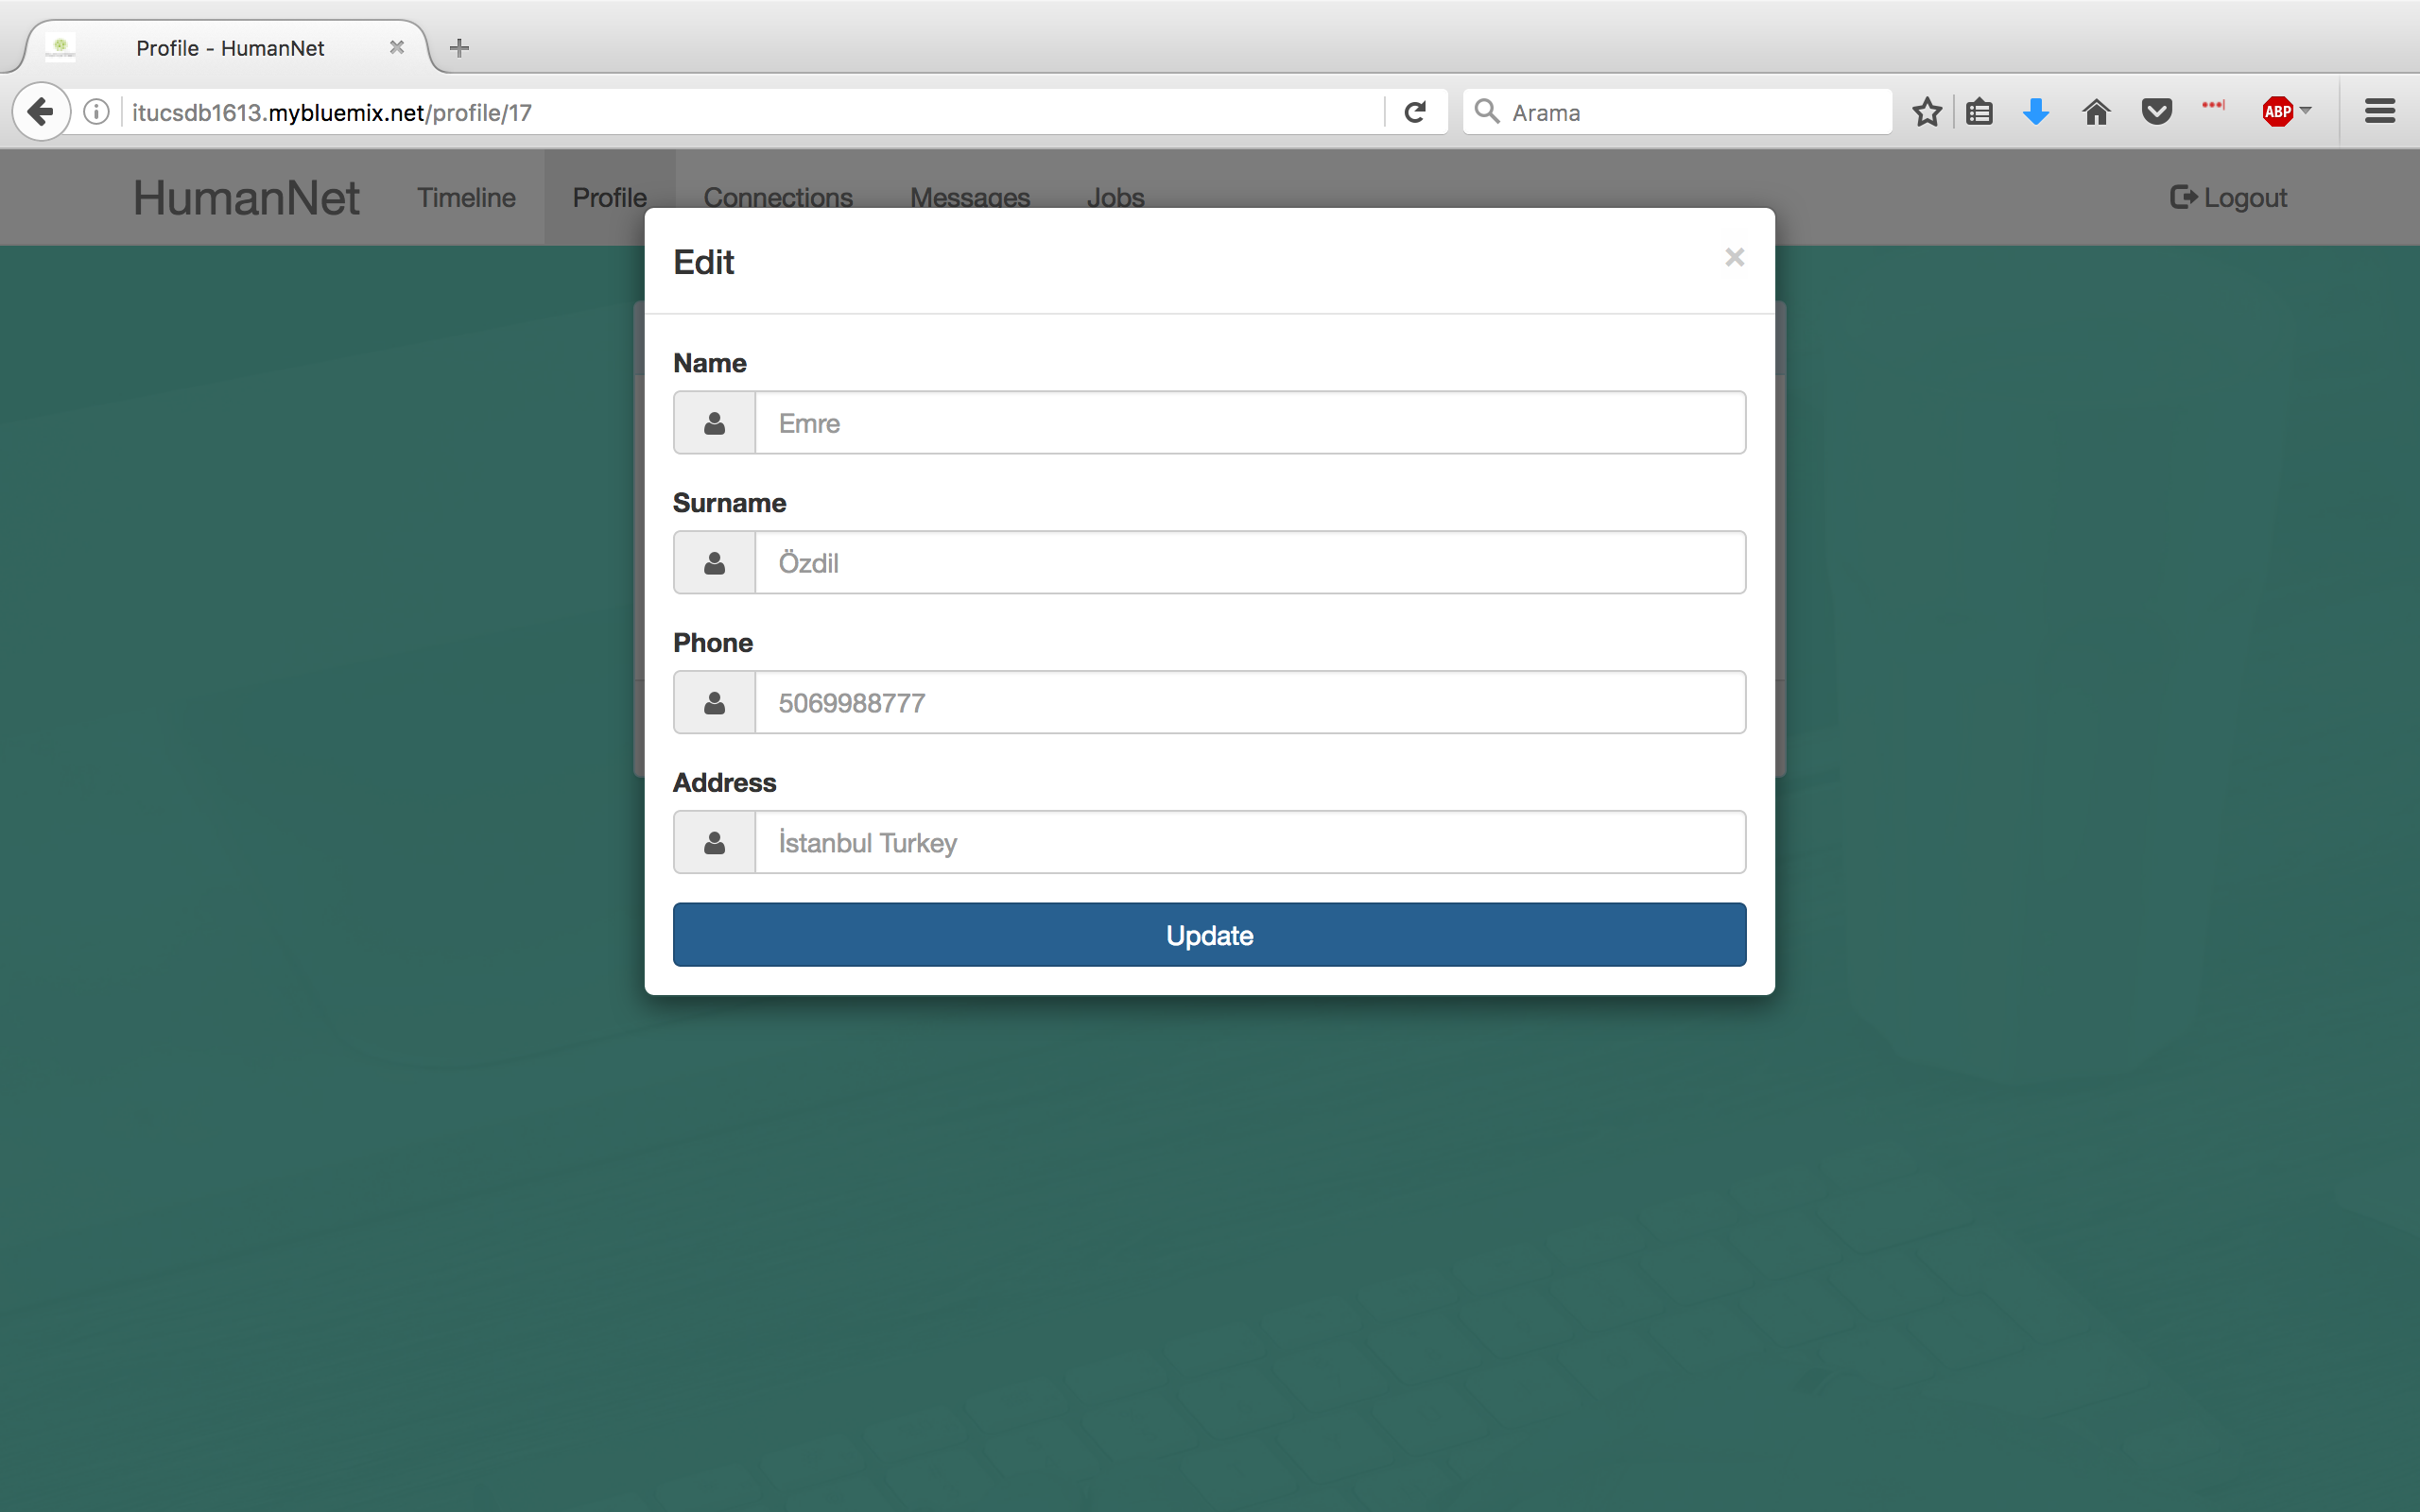 Profile - HumanNet
itucsdb1613.mybluemix.net/profile/17
Arama
ABP
HumanNet Timeline Profile Connections Messages Jobs Logout
Edit
Name
Emre
Surname
Özdil
Phone
5069988777
Address
İstanbul Turkey
Update